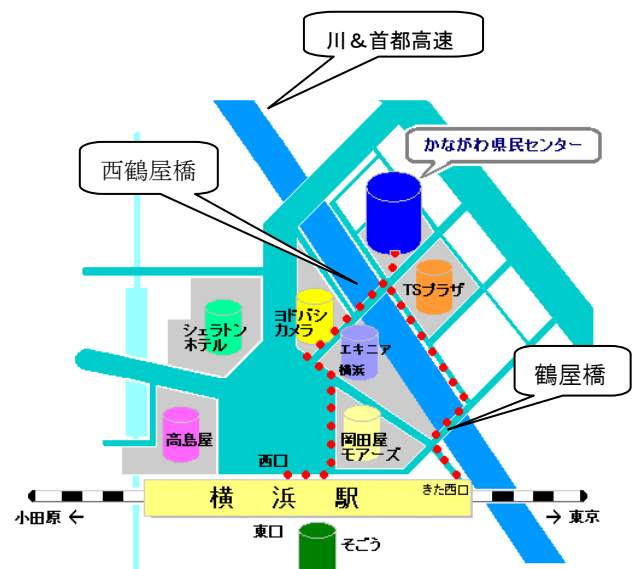 川&首都高速
かながわ県民センター
西鶴屋橋
TSプラザ
ヨドバシ
カメラ
シェラトン
ホテル
エキニア
横浜
鶴屋橋
高島屋
岡田屋
モアーズ
西口
横 浜 駅
きた西口
小田原 ←
→ 東京
東口
そごう